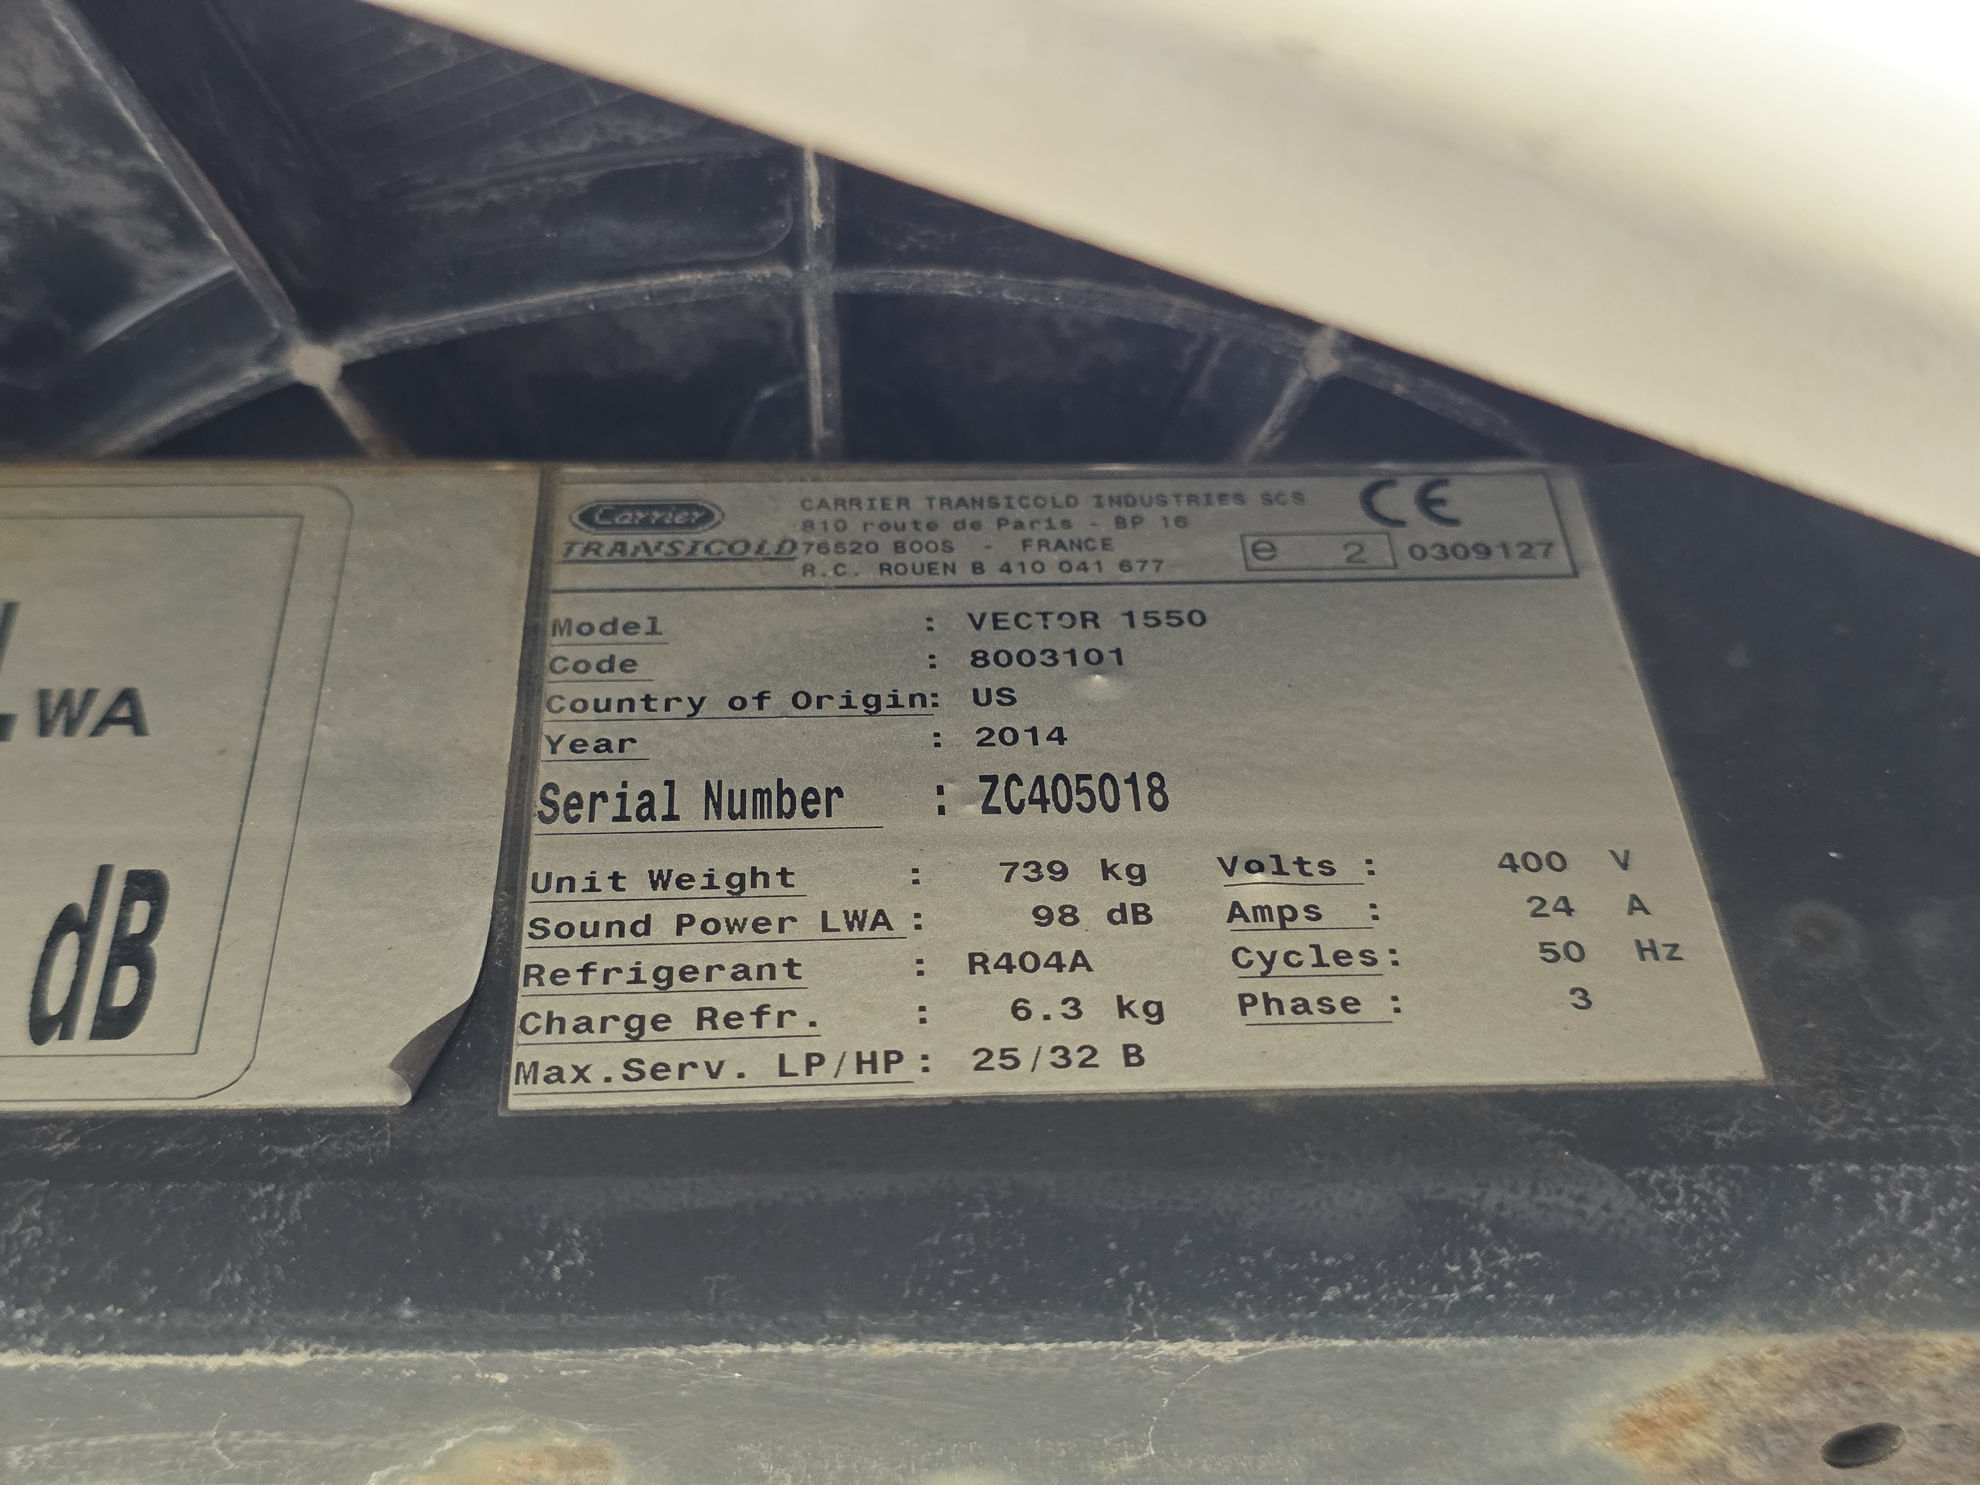 WA
dB
Carrier
TRANSICOLD
CARRIER TRANSICOLD INDUSTRIES SCS
810 route de Paris - BP 16
76520 BOOS - FRANCE
R.C. ROUEN B 410 041 677
CE
e 2 0309127
Model : VECTOR 1550
Code : 8003101
Country of Origin: US
Year : 2014
Serial Number : ZC405018
Unit Weight : 739 kg Volts : 400 V
Sound Power LWA : 98 dB Amps : 24 A
Refrigerant : R404A Cycles: 50 Hz
Charge Refr. : 6.3 kg Phase : 3
Max.Serv. LP/HP: 25/32 B